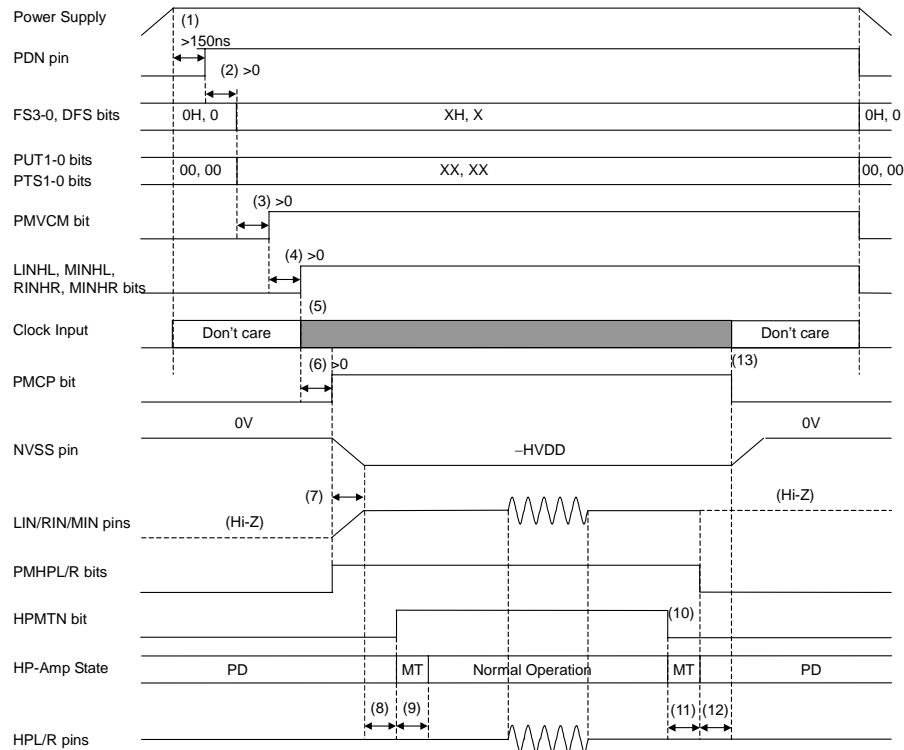 Power Supply
(1)
>150ns
PDN pin
(2) >0
FS3-0, DFS bits
0H, 0
XH, X
0H, 0
PUT1-0 bits
PTS1-0 bits
00, 00
XX, XX
00, 00
(3) >0
PMVCM bit
(4) >0
LINHL, MINHL,
RINHR, MINHR bits
(5)
Clock Input
Don't care
Don't care
(6) >0
(13)
PMCP bit
0V
0V
NVSS pin
−HVDD
(7)
LIN/RIN/MIN pins
(Hi-Z)
(Hi-Z)
PMHPL/R bits
HPMTN bit
(10)
HP-Amp State
PD
MT
Normal Operation
MT
PD
(8)
(9)
(11)
(12)
HPL/R pins